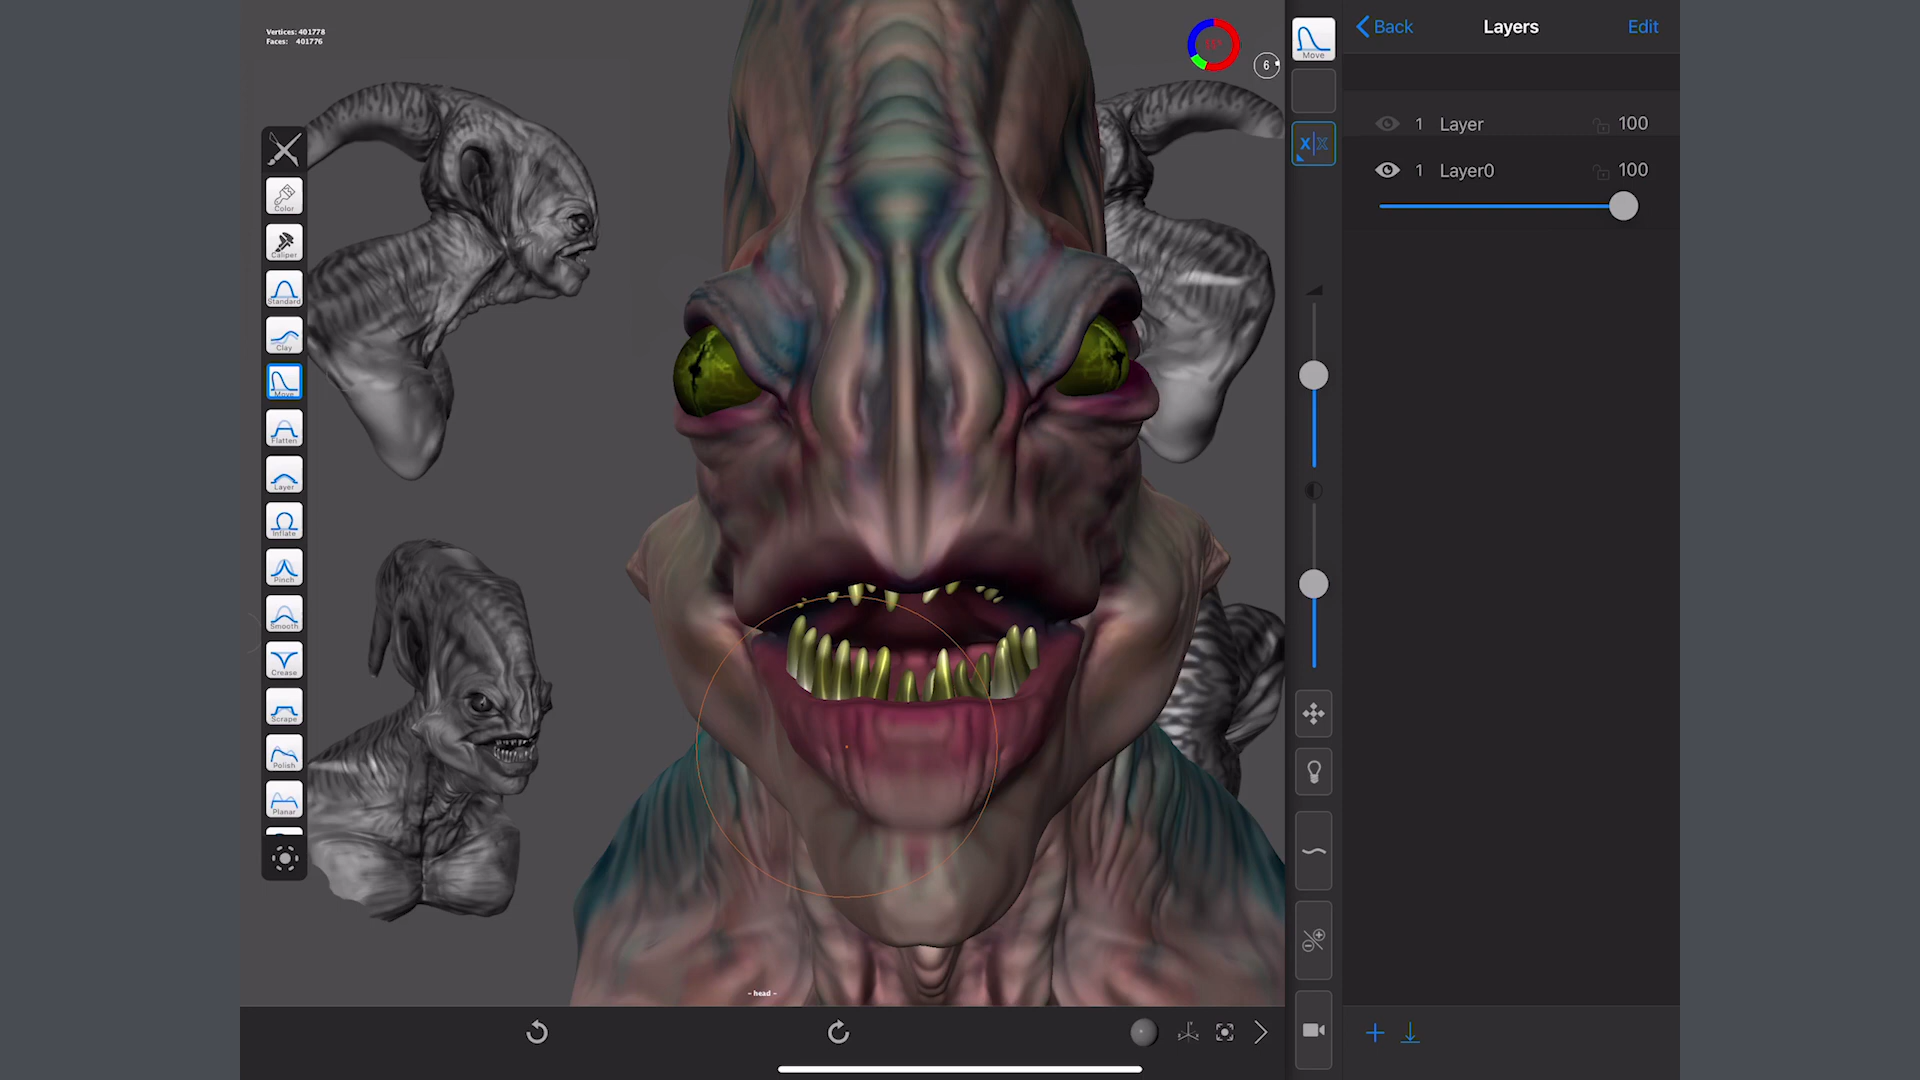 Vertices: 401778
Faces: 401776
6
Color
Caliper
Standard
Clay
Move
Flatten
Layer
Inflate
Pinch
Smooth
Crease
Scrape
Polish
Planar
- head -
Move
X|X
Back
Layers
Edit
1 Layer 100
1 Layer0 100